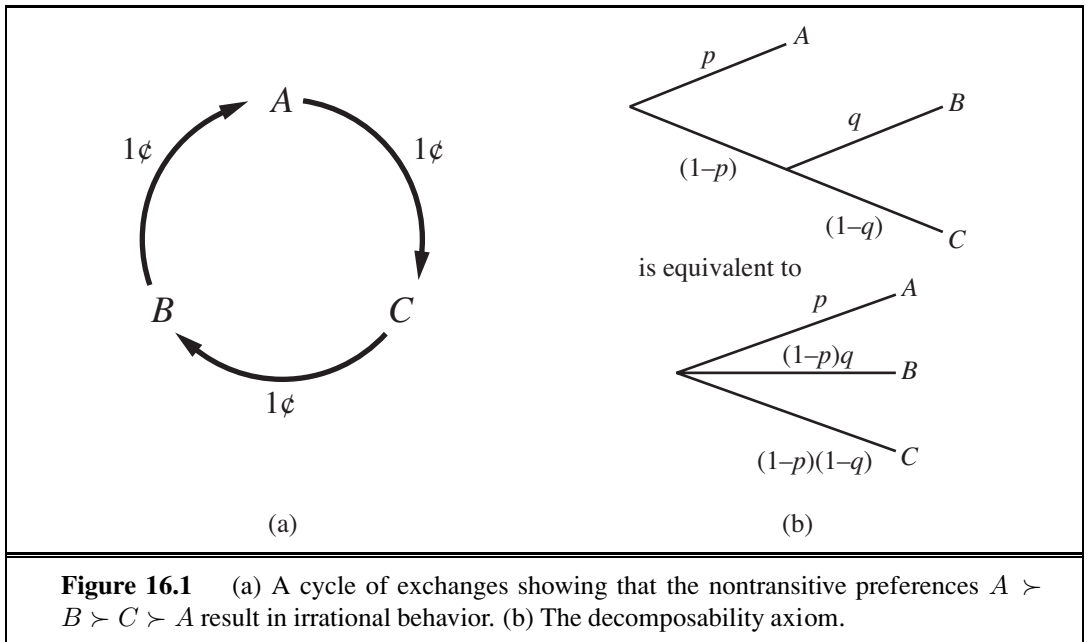 A
1¢
1¢
B
C
1¢
(a)
p
A
q
B
(1–p)
(1–q)
C
is equivalent to
p
A
(1–p)q
B
(1–p)(1–q)
C
(b)
Figure 16.1 (a) A cycle of exchanges showing that the nontransitive preferences A ≻
B ≻ C ≻ A result in irrational behavior. (b) The decomposability axiom.